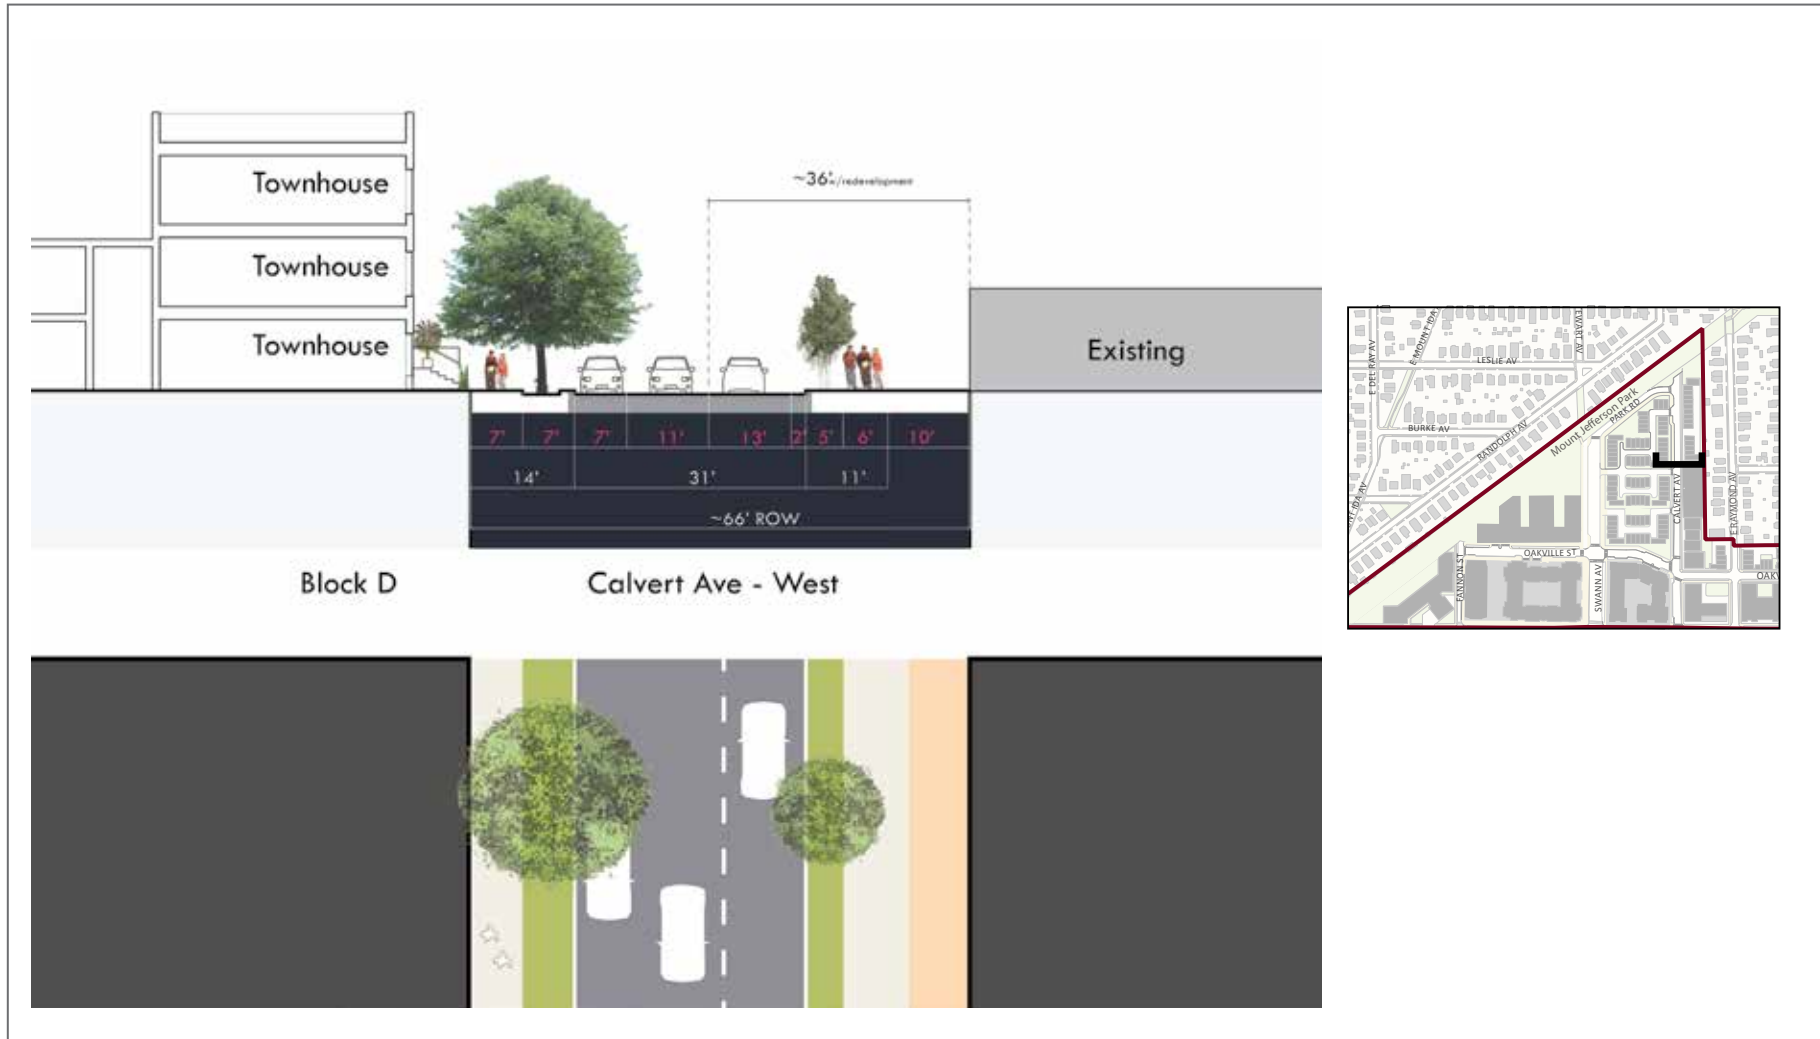 ~36' w/redevelopment
Townhouse
Townhouse
Townhouse
Existing
7' 7' 7' 11' 13' 2' 5' 6' 10'
14' 31' 11'
~66' ROW
Block D
Calvert Ave - West
E DEL RAY AV
E MOUNT IDA
LESLIE AV
BURKE AV
RANDOLPH AV
Mount Jefferson Park
PARK RD
CALVERT AV
E RAYMOND AV
OAKVILLE ST
FANNON ST
SWANN AV